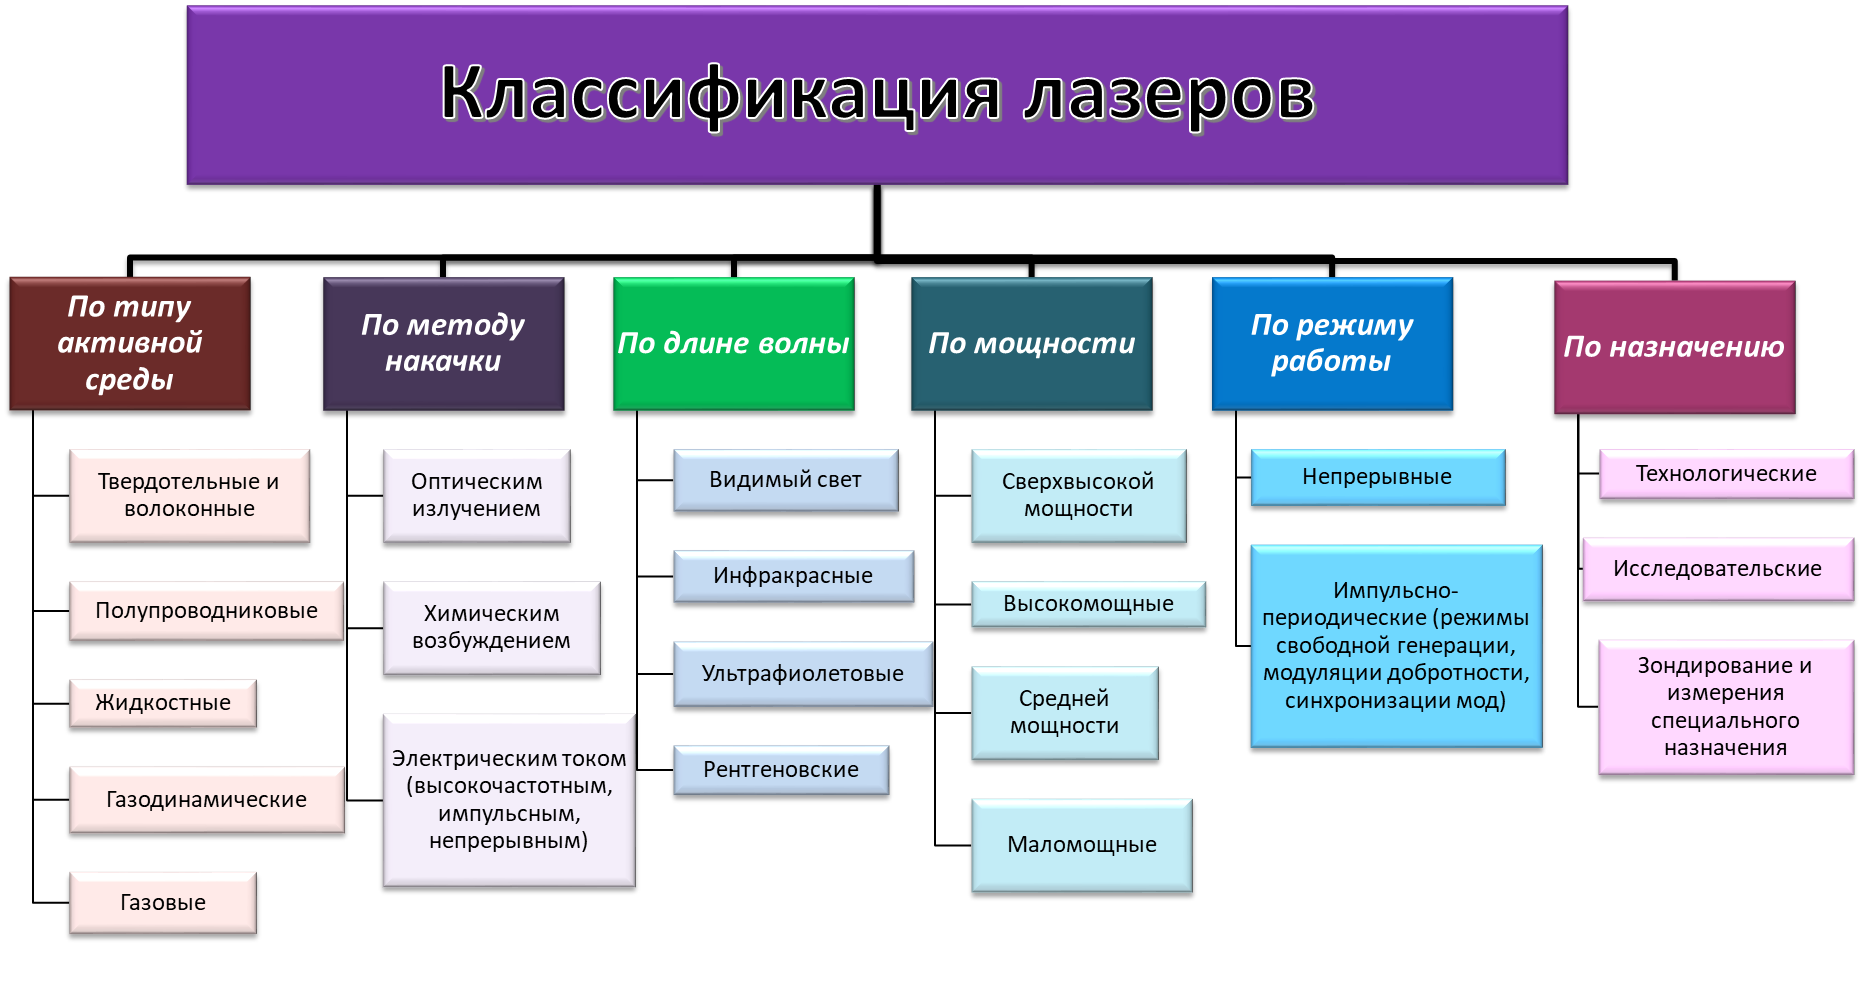 Классификация лазеров
По типу
активной
среды
Твердотельные и
волоконные
Полупроводниковые
Жидкостные
Газодинамические
Газовые
По методу
накачки
Оптическим
излучением
Химическим
возбуждением
Электрическим током
(высокочастотным,
импульсным,
непрерывным)
По длине волны
Видимый свет
Инфракрасные
Ультрафиолетовые
Рентгеновские
По мощности
Сверхвысокой
мощности
Высокомощные
Средней
мощности
Маломощные
По режиму
работы
Непрерывные
Импульсно-
периодические (режимы
свободной генерации,
модуляции добротности,
синхронизации мод)
По назначению
Технологические
Исследовательские
Зондирование и
измерения
специального
назначения